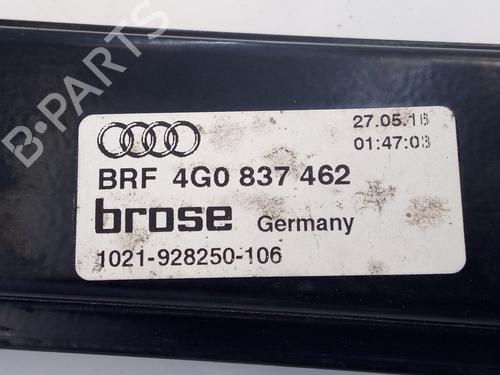 B-PARTS
27.05.16
01:47:03
BRF 4G0 837 462
brose Germany
1021-928250-106